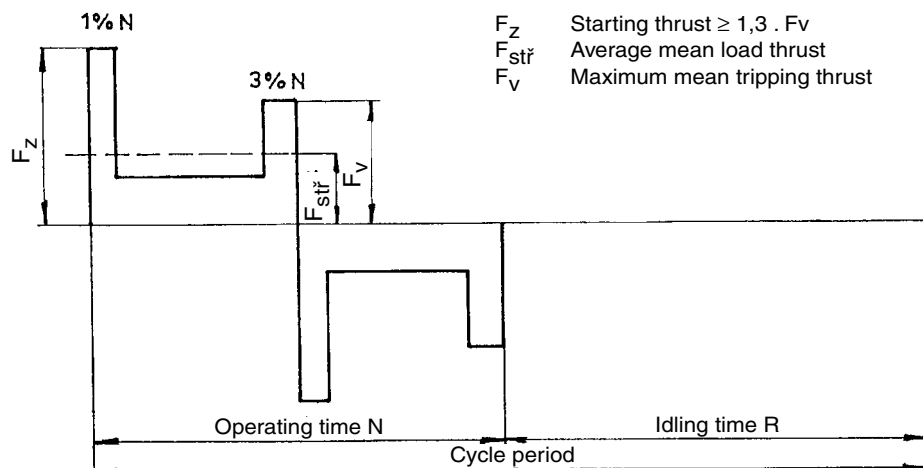 1% N
F_z Starting thrust ≥ 1,3 . Fv
F_stř Average mean load thrust
F_v Maximum mean tripping thrust
3% N
F_z
F_stř
F_v
Operating time N
Idling time R
Cycle period